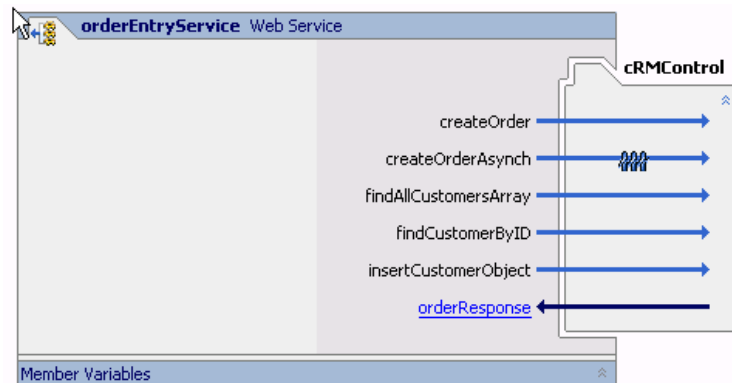 orderEntryService Web Service
cRMControl
createOrder
createOrderAsynch
findAllCustomersArray
findCustomerByID
insertCustomerObject
orderResponse
Member Variables